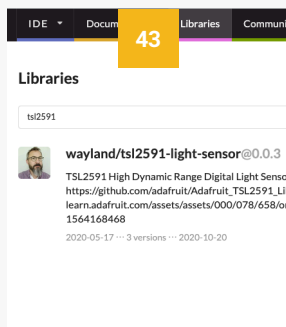 IDE Docum Libraries Communi
43
Libraries
tsl2591
wayland/tsl2591-light-sensor@0.0.3
TSL2591 High Dynamic Range Digital Light Senso
https://github.com/adafruit/Adafruit_TSL2591_Li
learn.adafruit.com/assets/assets/000/078/658/or
1564168468
2020-05-17 ··· 3 versions ··· 2020-10-20